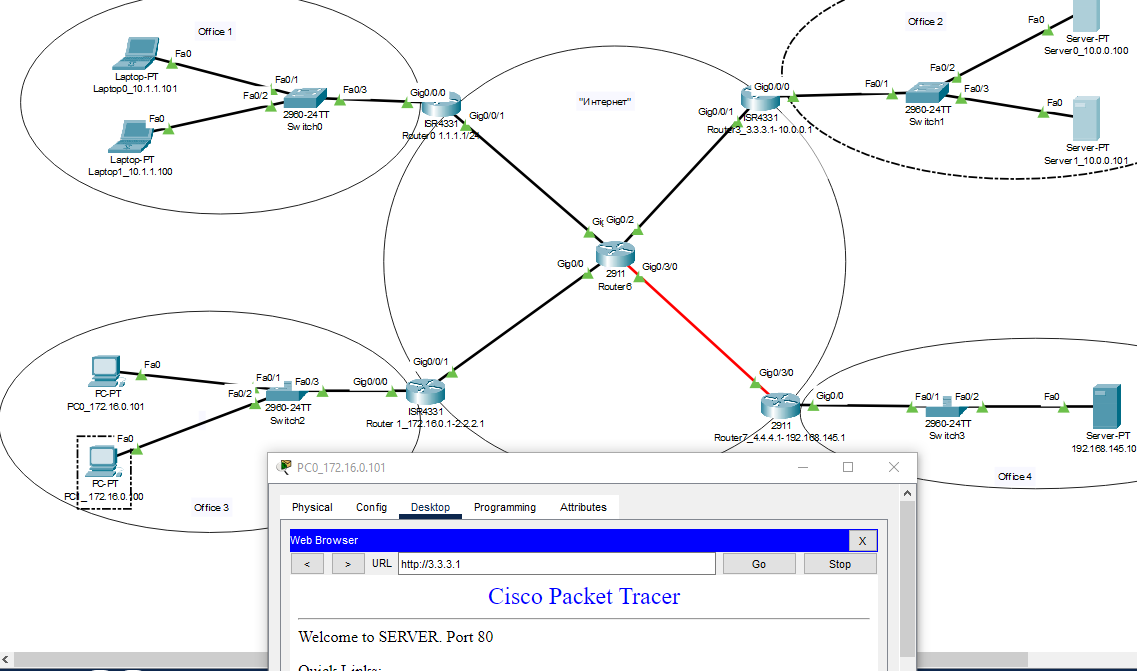 Office 1
Fa0
Laptop-PT
Laptop0_10.1.1.101
Fa0/1
Fa0/2
Fa0/3
2960-24TT
Switch0
Fa0
Laptop-PT
Laptop1_10.1.1.100
Gig0/0/0
Gig0/0/1
ISR4331
Router0 1.1.1.1/24
"Интернет"
Office 2
Fa0
Server-PT
Server0_10.0.0.100
Fa0/2
Fa0/1
Fa0/3
2960-24TT
Switch1
Fa0
Server-PT
Server1_10.0.0.101
Gig0/0/0
Gig0/0/1
ISR4331
Router3_3.3.3.1-10.0.0.1
Gig0/2
Gig0/0
Gig0/3/0
2911
Router6
Fa0
PC-PT
PC0_172.16.0.101
Fa0/1
Fa0/2
Fa0/3
2960-24TT
Switch2
Gig0/0/0
Gig0/0/1
ISR4331
Router 1_172.16.0.1-2.2.2.1
Fa0
PC-PT
PC1_172.16.0.100
Office 3
Gig0/3/0
Gig0/0
2911
Router7_4.4.4.1-192.168.145.1
Fa0/1
Fa0/2
2960-24TT
Switch3
Fa0
Server-PT
192.168.145.10
Office 4
PC0_172.16.0.101
Physical Config Desktop Programming Attributes
Web Browser X
< > URL http://3.3.3.1 Go Stop
Cisco Packet Tracer
Welcome to SERVER. Port 80
Quick Links: